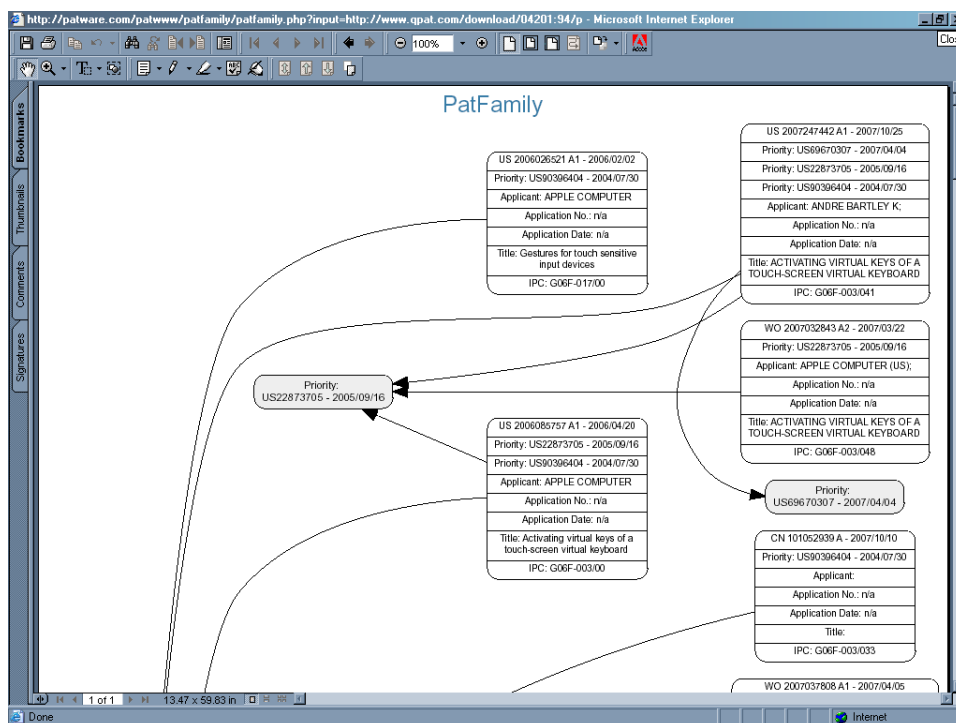 http://patware.com/patwww/patfamily/patfamily.php?input=http://www.qpat.com/download/04201:94/p - Microsoft Internet Explorer
Clos
100%
Adobe
Bookmarks
Thumbnails
Comments
Signatures
PatFamily
US 2006026521 A1 - 2006/02/02
Priority: US90396404 - 2004/07/30
Applicant: APPLE COMPUTER
Application No.: n/a
Application Date: n/a
Title: Gestures for touch sensitive
input devices
IPC: G06F-017/00
US 2007247442 A1 - 2007/10/25
Priority: US69670307 - 2007/04/04
Priority: US22873705 - 2005/09/16
Priority: US90396404 - 2004/07/30
Applicant: ANDRE BARTLEY K;
Application No.: n/a
Application Date: n/a
Title: ACTIVATING VIRTUAL KEYS OF A
TOUCH-SCREEN VIRTUAL KEYBOARD
IPC: G06F-003/041
WO 2007032843 A2 - 2007/03/22
Priority: US22873705 - 2005/09/16
Applicant: APPLE COMPUTER (US);
Application No.: n/a
Application Date: n/a
Title: ACTIVATING VIRTUAL KEYS OF A
TOUCH-SCREEN VIRTUAL KEYBOARD
IPC: G06F-003/048
Priority:
US22873705 - 2005/09/16
US 2006085757 A1 - 2006/04/20
Priority: US22873705 - 2005/09/16
Priority: US90396404 - 2004/07/30
Applicant: APPLE COMPUTER
Application No.: n/a
Application Date: n/a
Title: Activating virtual keys of a
touch-screen virtual keyboard
IPC: G06F-003/00
Priority:
US69670307 - 2007/04/04
CN 101052939 A - 2007/10/10
Priority: US90396404 - 2004/07/30
Applicant:
Application No.: n/a
Application Date: n/a
Title:
IPC: G06F-003/033
WO 2007037808 A1 - 2007/04/05
1 of 1
13.47 x 59.83 in
Done
Internet